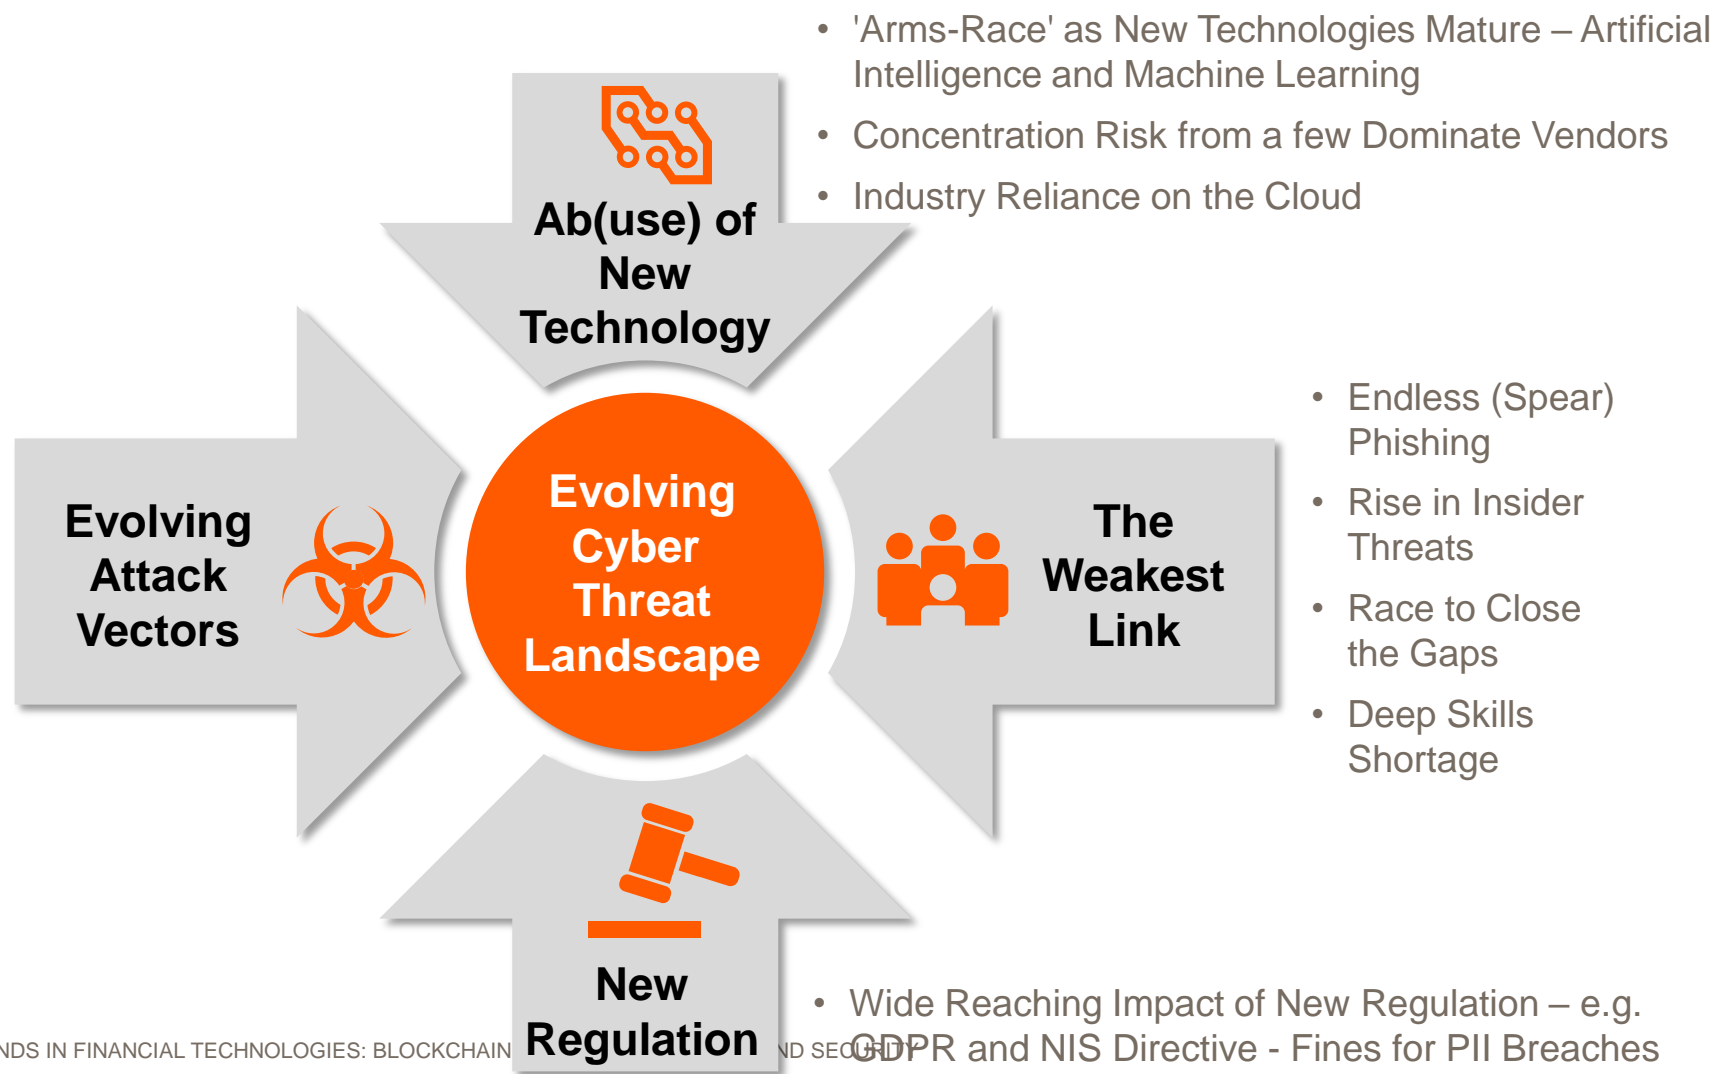 • 'Arms-Race' as New Technologies Mature – Artificial
Intelligence and Machine Learning
• Concentration Risk from a few Dominate Vendors
• Industry Reliance on the Cloud
Ab(use) of
New
Technology
Evolving
Attack
Vectors
Evolving
Cyber
Threat
Landscape
The
Weakest
Link
• Endless (Spear)
Phishing
• Rise in Insider
Threats
• Race to Close
the Gaps
• Deep Skills
Shortage
New
Regulation
• Wide Reaching Impact of New Regulation – e.g.
GDPR and NIS Directive - Fines for PII Breaches
NDS IN FINANCIAL TECHNOLOGIES: BLOCKCHAIN ND SECURITY